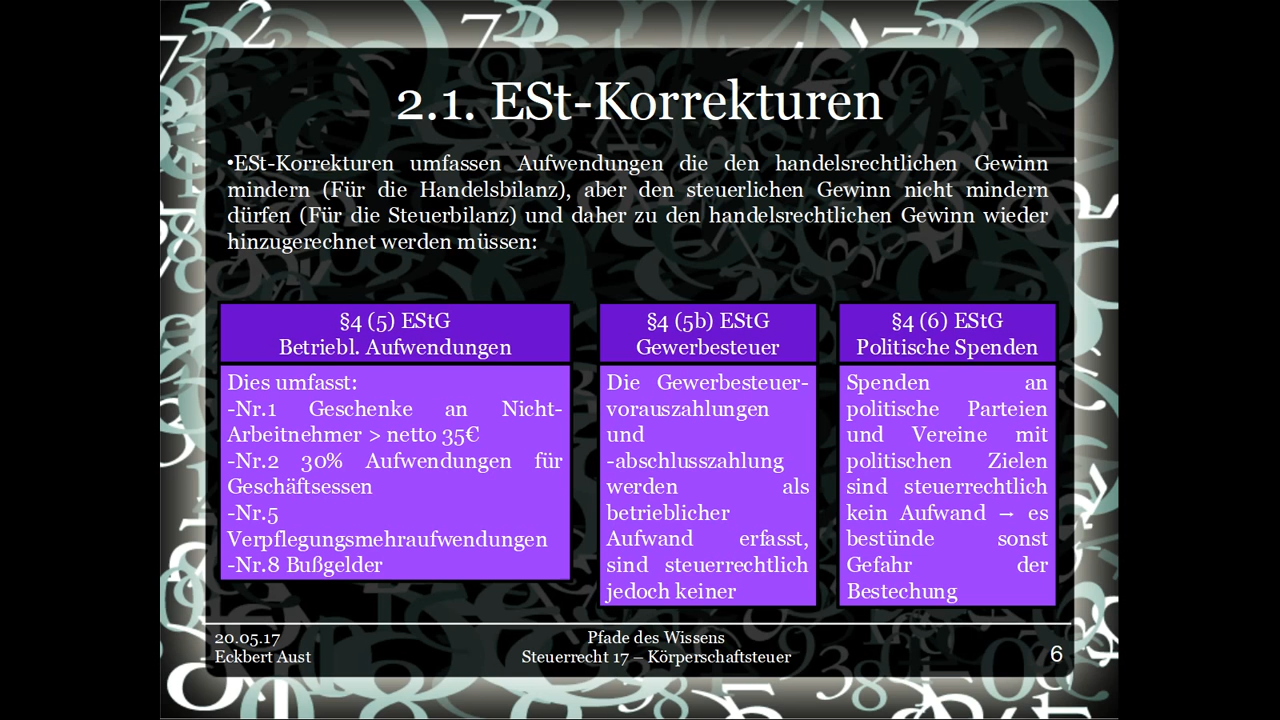 2.1. ESt-Korrekturen
•ESt-Korrekturen umfassen Aufwendungen die den handelsrechtlichen Gewinn
mindern (Für die Handelsbilanz), aber den steuerlichen Gewinn nicht mindern
dürfen (Für die Steuerbilanz) und daher zu den handelsrechtlichen Gewinn wieder
hinzugerechnet werden müssen:
§4 (5) EStG
Betriebl. Aufwendungen
Dies umfasst:
-Nr.1 Geschenke an Nicht-
Arbeitnehmer > netto 35€
-Nr.2 30% Aufwendungen für
Geschäftsessen
-Nr.5
Verpflegungsmehraufwendungen
-Nr.8 Bußgelder
§4 (5b) EStG
Gewerbesteuer
Die Gewerbesteuer-
vorauszahlungen
und
-abschlusszahlung
werden als
betrieblicher
Aufwand erfasst,
sind steuerrechtlich
jedoch keiner
§4 (6) EStG
Politische Spenden
Spenden an
politische Parteien
und Vereine mit
politischen Zielen
sind steuerrechtlich
kein Aufwand → es
bestünde sonst
Gefahr der
Bestechung
20.05.17
Eckbert Aust
Pfade des Wissens
Steuerrecht 17 – Körperschaftsteuer
6